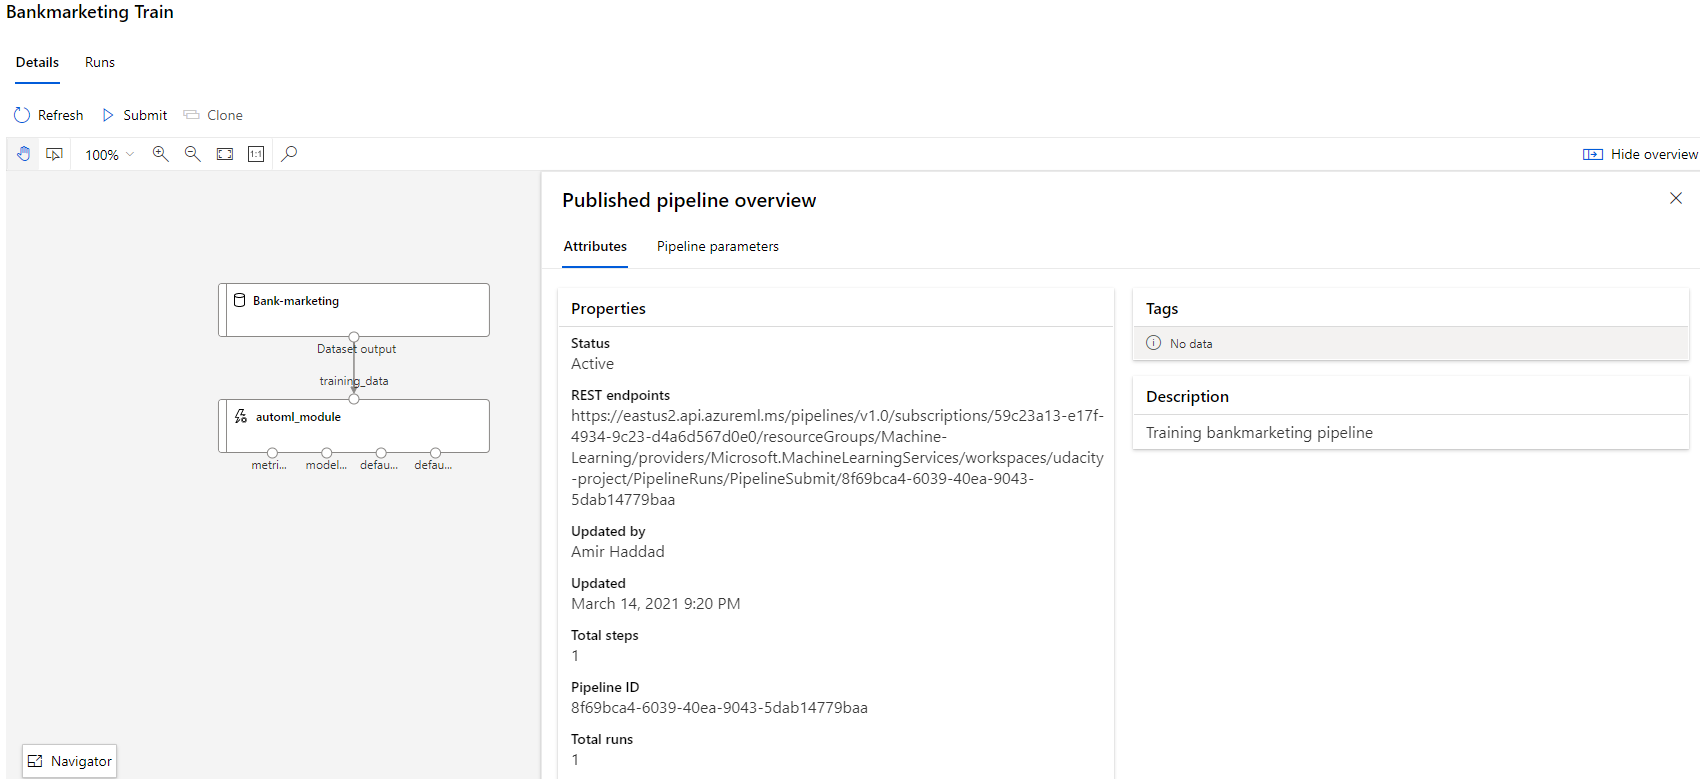 Bankmarketing Train
Details Runs
Refresh Submit Clone
100% 1:1 Hide overview
Bank-marketing
Dataset output
training_data
automl_module
metri... model... defau... defau...
Navigator
Published pipeline overview
Attributes Pipeline parameters
Properties
Status
Active
REST endpoints
https://eastus2.api.azureml.ms/pipelines/v1.0/subscriptions/59c23a13-e17f-
4934-9c23-d4a6d567d0e0/resourceGroups/Machine-
Learning/providers/Microsoft.MachineLearningServices/workspaces/udacity
-project/PipelineRuns/PipelineSubmit/8f69bca4-6039-40ea-9043-
5dab14779baa
Updated by
Amir Haddad
Updated
March 14, 2021 9:20 PM
Total steps
1
Pipeline ID
8f69bca4-6039-40ea-9043-5dab14779baa
Total runs
1
Tags
No data
Description
Training bankmarketing pipeline